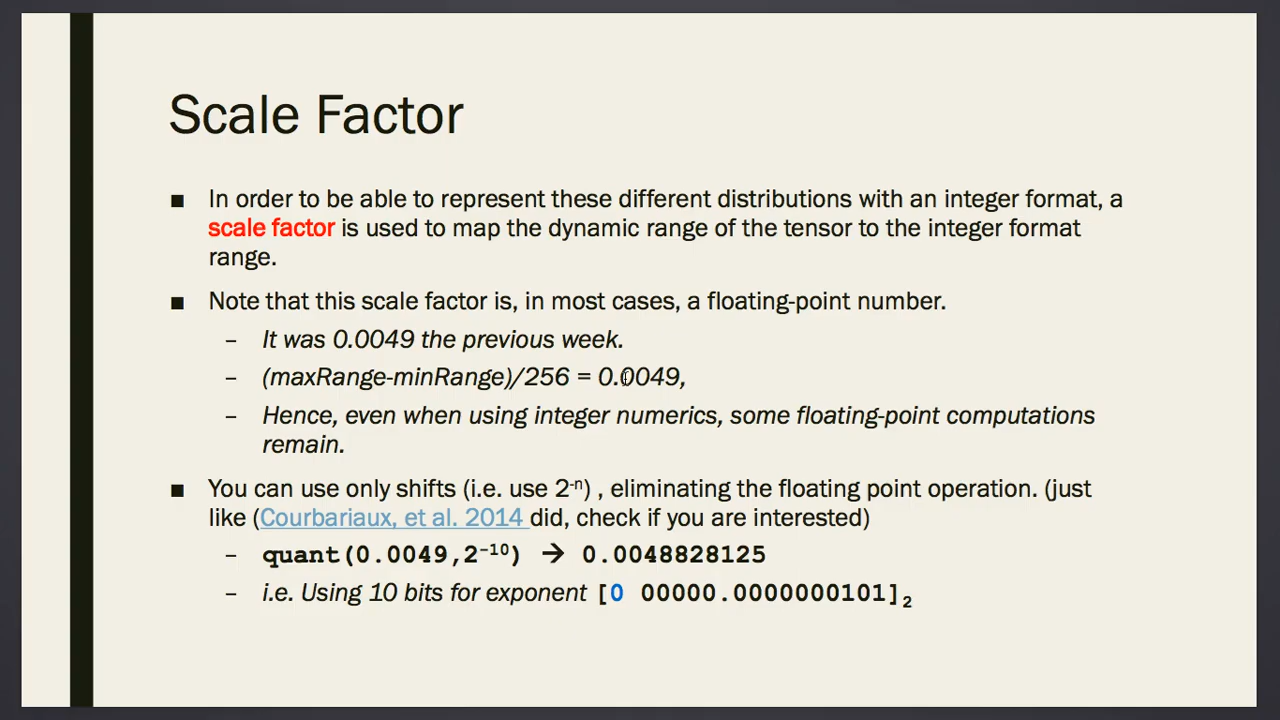 Scale Factor
■ In order to be able to represent these different distributions with an integer format, a
scale factor is used to map the dynamic range of the tensor to the integer format
range.
■ Note that this scale factor is, in most cases, a floating-point number.
– It was 0.0049 the previous week.
– (maxRange-minRange)/256 = 0.0049,
– Hence, even when using integer numerics, some floating-point computations
remain.
■ You can use only shifts (i.e. use 2⁻ⁿ) , eliminating the floating point operation. (just
like (Courbariaux, et al. 2014 did, check if you are interested)
– quant(0.0049,2⁻¹⁰) → 0.0048828125
– i.e. Using 10 bits for exponent [0 00000.0000000101]₂